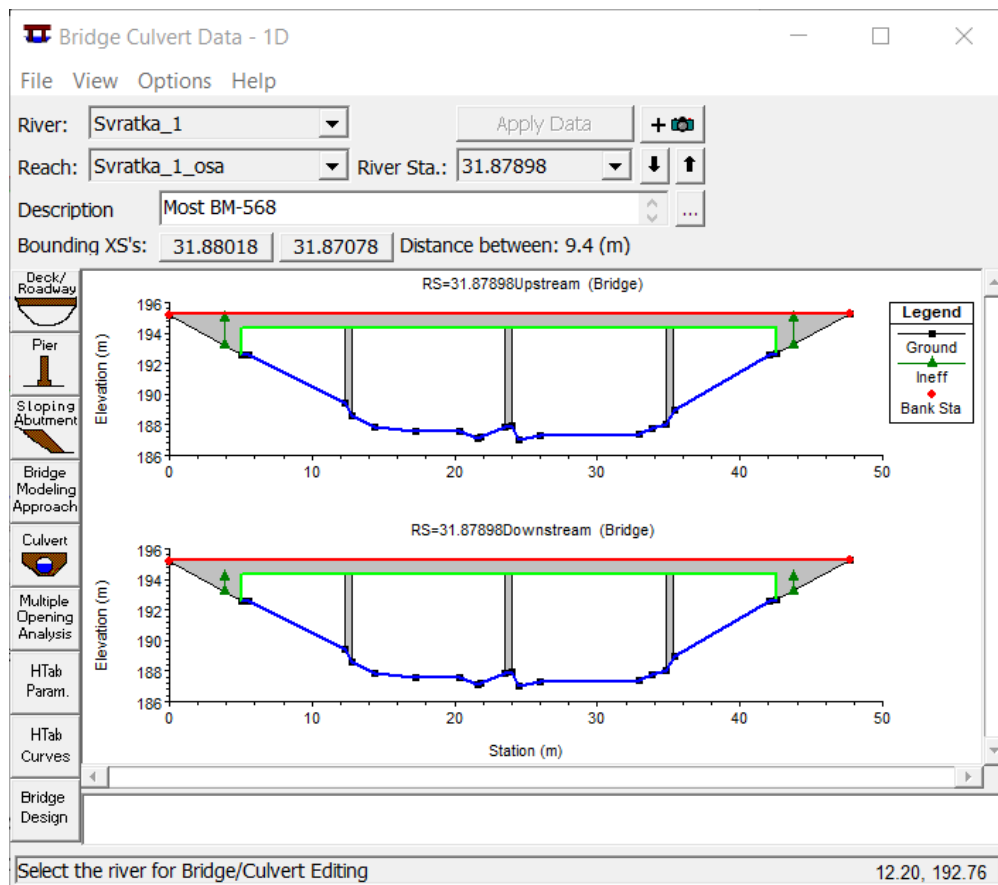 Bridge Culvert Data - 1D
File View Options Help
River: Svratka_1 Apply Data +
Reach: Svratka_1_osa River Sta.: 31.87898
Description Most BM-568 ...
Bounding XS's: 31.88018 31.87078 Distance between: 9.4 (m)
Deck/
Roadway
Pier
Sloping
Abutment
Bridge
Modeling
Approach
Culvert
Multiple
Opening
Analysis
HTab
Param.
HTab
Curves
Bridge
Design
RS=31.87898Upstream (Bridge)
Elevation (m)
196
194
192
190
188
186
0 10 20 30 40 50
Legend
Ground
Ineff
Bank Sta
RS=31.87898Downstream (Bridge)
Elevation (m)
196
194
192
190
188
186
0 10 20 30 40 50
Station (m)
Select the river for Bridge/Culvert Editing 12.20, 192.76